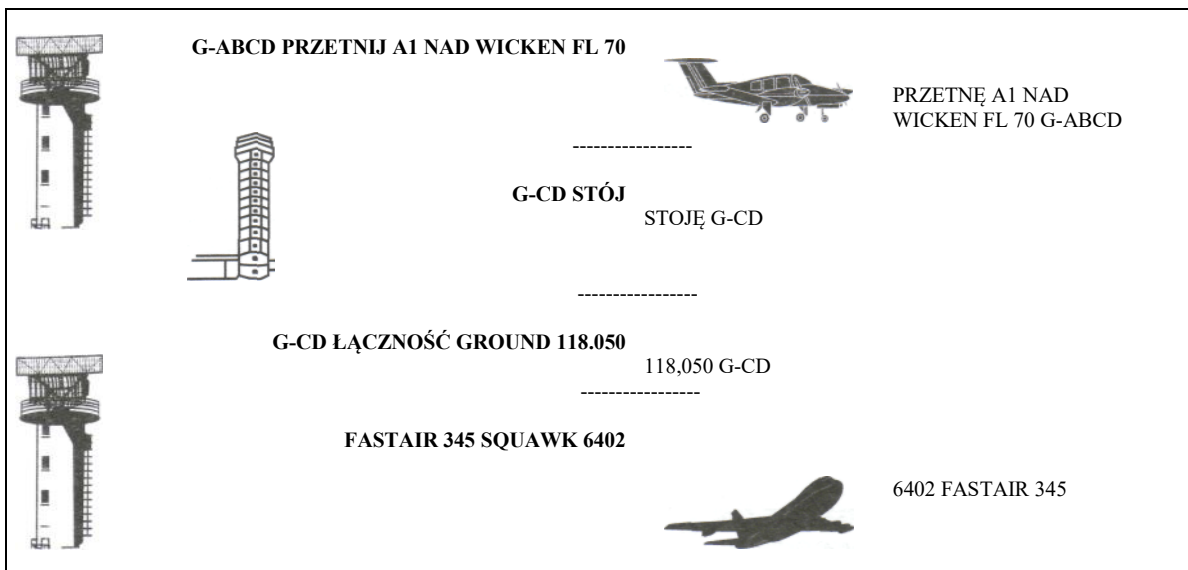 G-ABCD PRZETNIJ A1 NAD WICKEN FL 70
PRZETNĘ A1 NAD
WICKEN FL 70 G-ABCD
-----------------
G-CD STÓJ
STOJĘ G-CD
-----------------
G-CD ŁĄCZNOŚĆ GROUND 118.050
118,050 G-CD
-----------------
FASTAIR 345 SQUAWK 6402
6402 FASTAIR 345